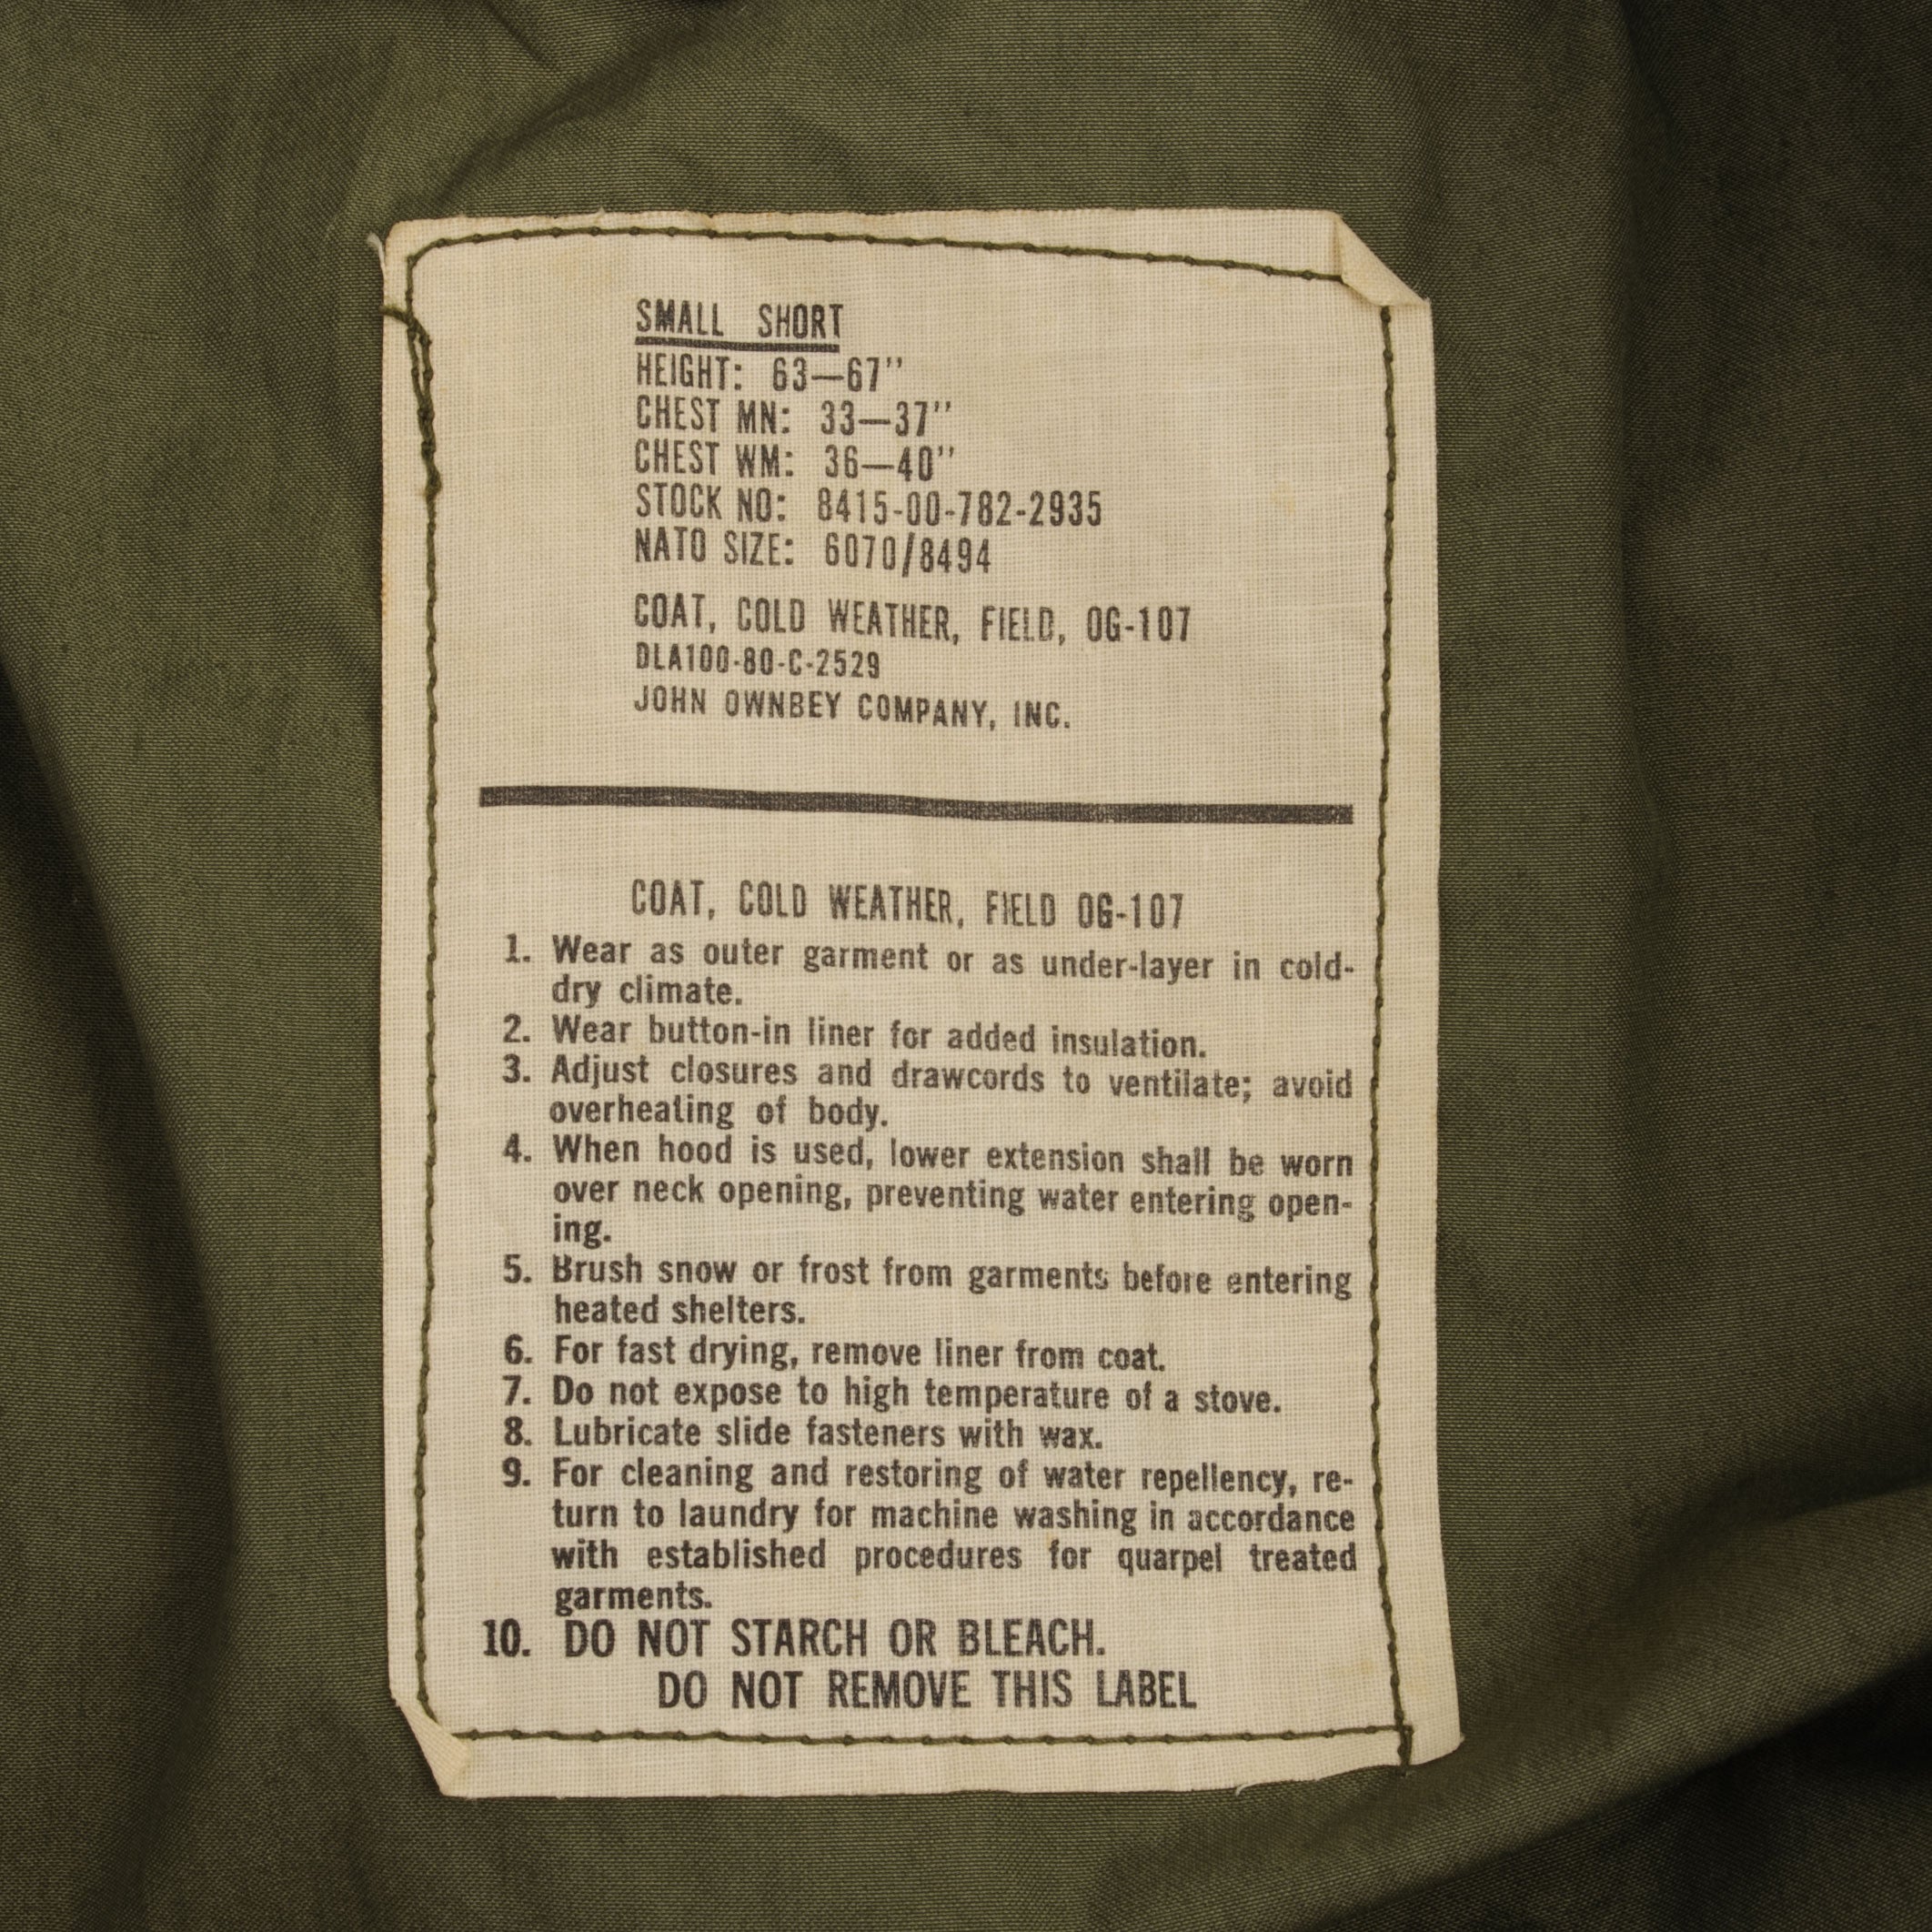 SMALL SHORT
HEIGHT: 63—67"
CHEST MN: 33—37"
CHEST WM: 36—40"
STOCK NO: 8415-00-782-2935
NATO SIZE: 6070/8494
COAT, COLD WEATHER, FIELD, OG-107
DLA100-80-C-2529
JOHN OWNBEY COMPANY, INC.
COAT, COLD WEATHER, FIELD OG-107
1. Wear as outer garment or as under-layer in cold-
dry climate.
2. Wear button-in liner for added insulation.
3. Adjust closures and drawcords to ventilate; avoid
overheating of body.
4. When hood is used, lower extension shall be worn
over neck opening, preventing water entering open-
ing.
5. Brush snow or frost from garments before entering
heated shelters.
6. For fast drying, remove liner from coat.
7. Do not expose to high temperature of a stove.
8. Lubricate slide fasteners with wax.
9. For cleaning and restoring of water repellency, re-
turn to laundry for machine washing in accordance
with established procedures for quarpel treated
garments.
10. DO NOT STARCH OR BLEACH.
DO NOT REMOVE THIS LABEL